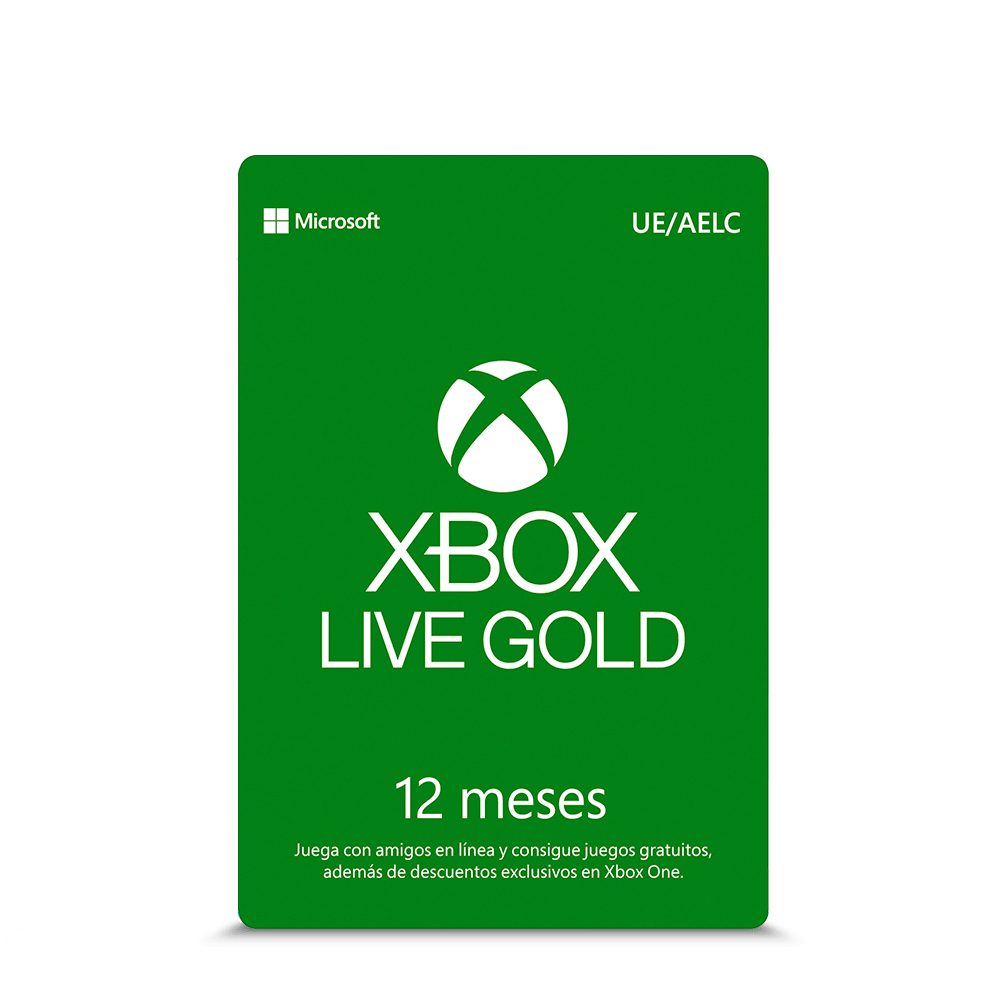 Microsoft
UE/AELC
XBOX
LIVE GOLD
12 meses
Juega con amigos en línea y consigue juegos gratuitos,
además de descuentos exclusivos en Xbox One.